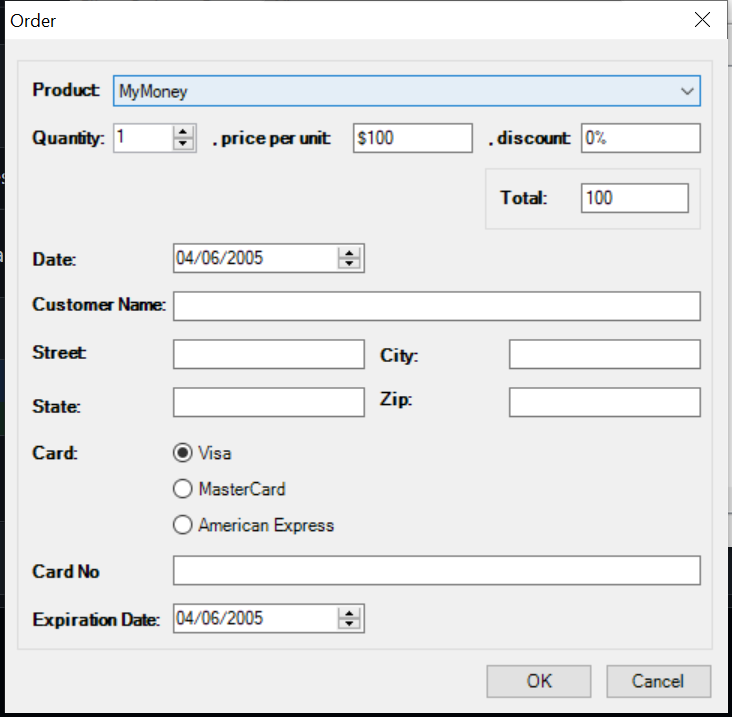 Order
Product: MyMoney
Quantity: 1 , price per unit: $100 , discount: 0%
Total: 100
Date: 04/06/2005
Customer Name:
Street: City:
State: Zip:
Card: Visa
MasterCard
American Express
Card No
Expiration Date: 04/06/2005
OK Cancel